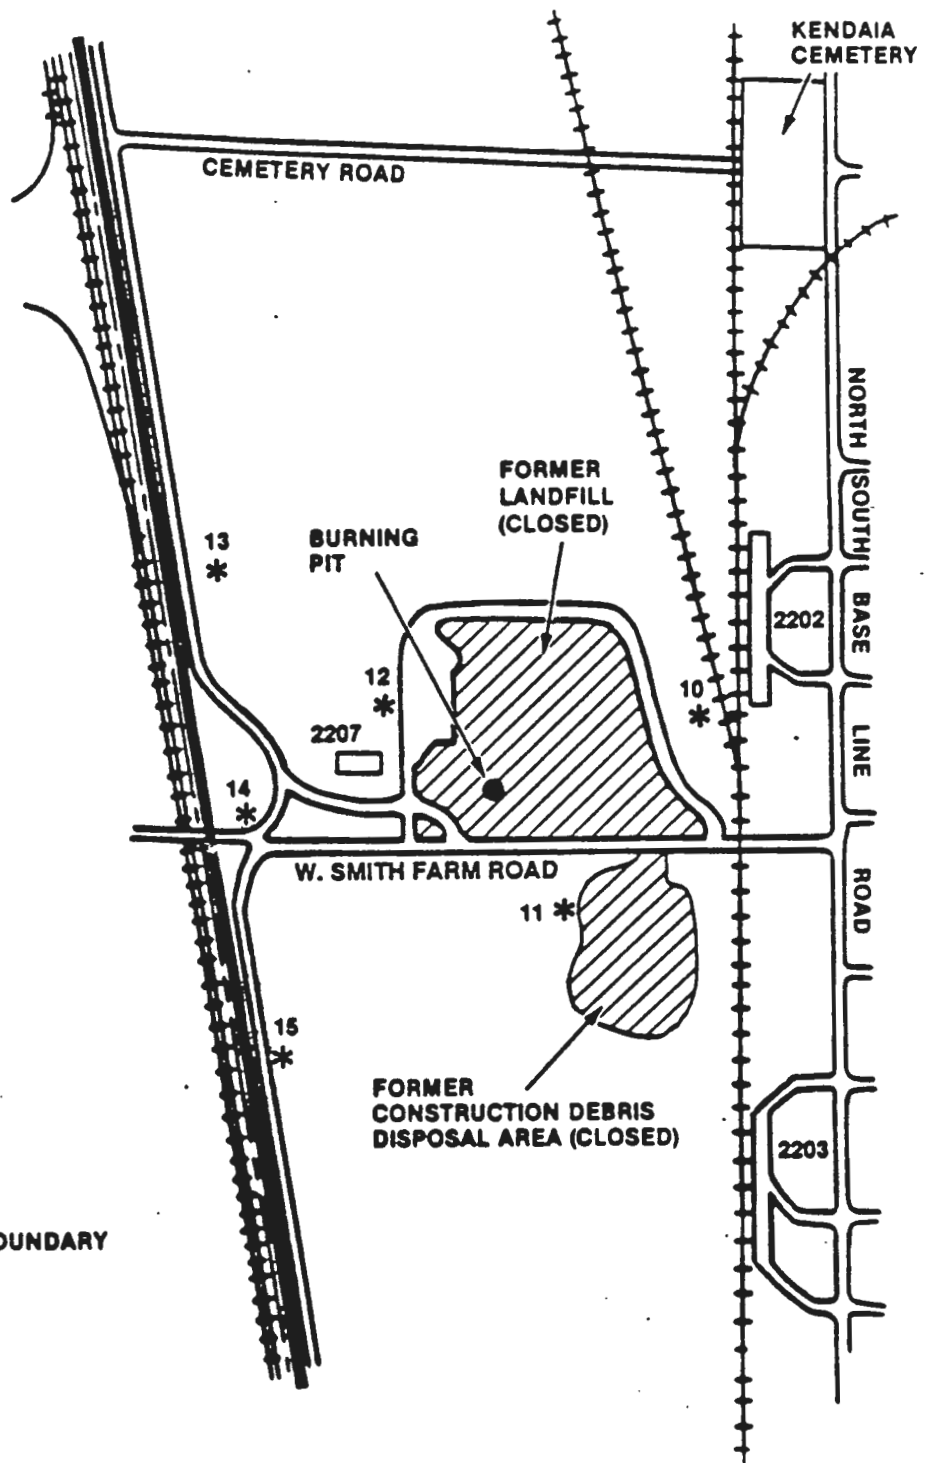 KENDAIA
CEMETERY
CEMETERY ROAD
NORTH / SOUTH BASE LINE ROAD
FORMER
LANDFILL
(CLOSED)
BURNING
PIT
13
*
2202
12
*
10
*
2207
14
*
W. SMITH FARM ROAD
11 *
15
*
FORMER
CONSTRUCTION DEBRIS
DISPOSAL AREA (CLOSED)
2203
OUNDARY